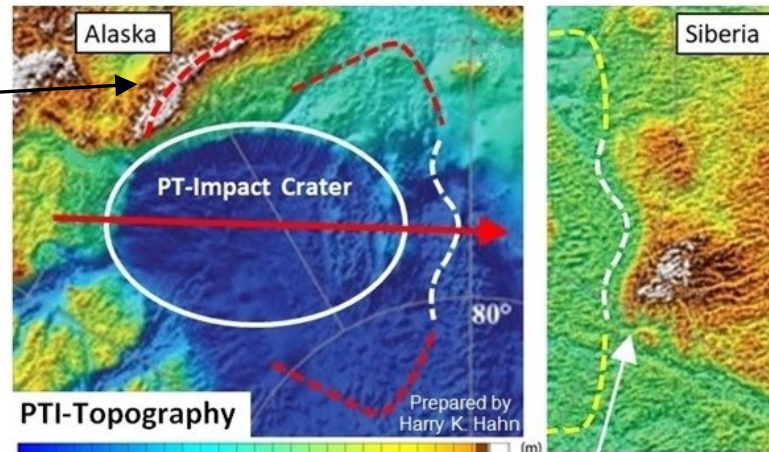 Alaska
Siberia
PT-Impact Crater
80°
PTI-Topography
Prepared by
Harry K. Hahn
(m)